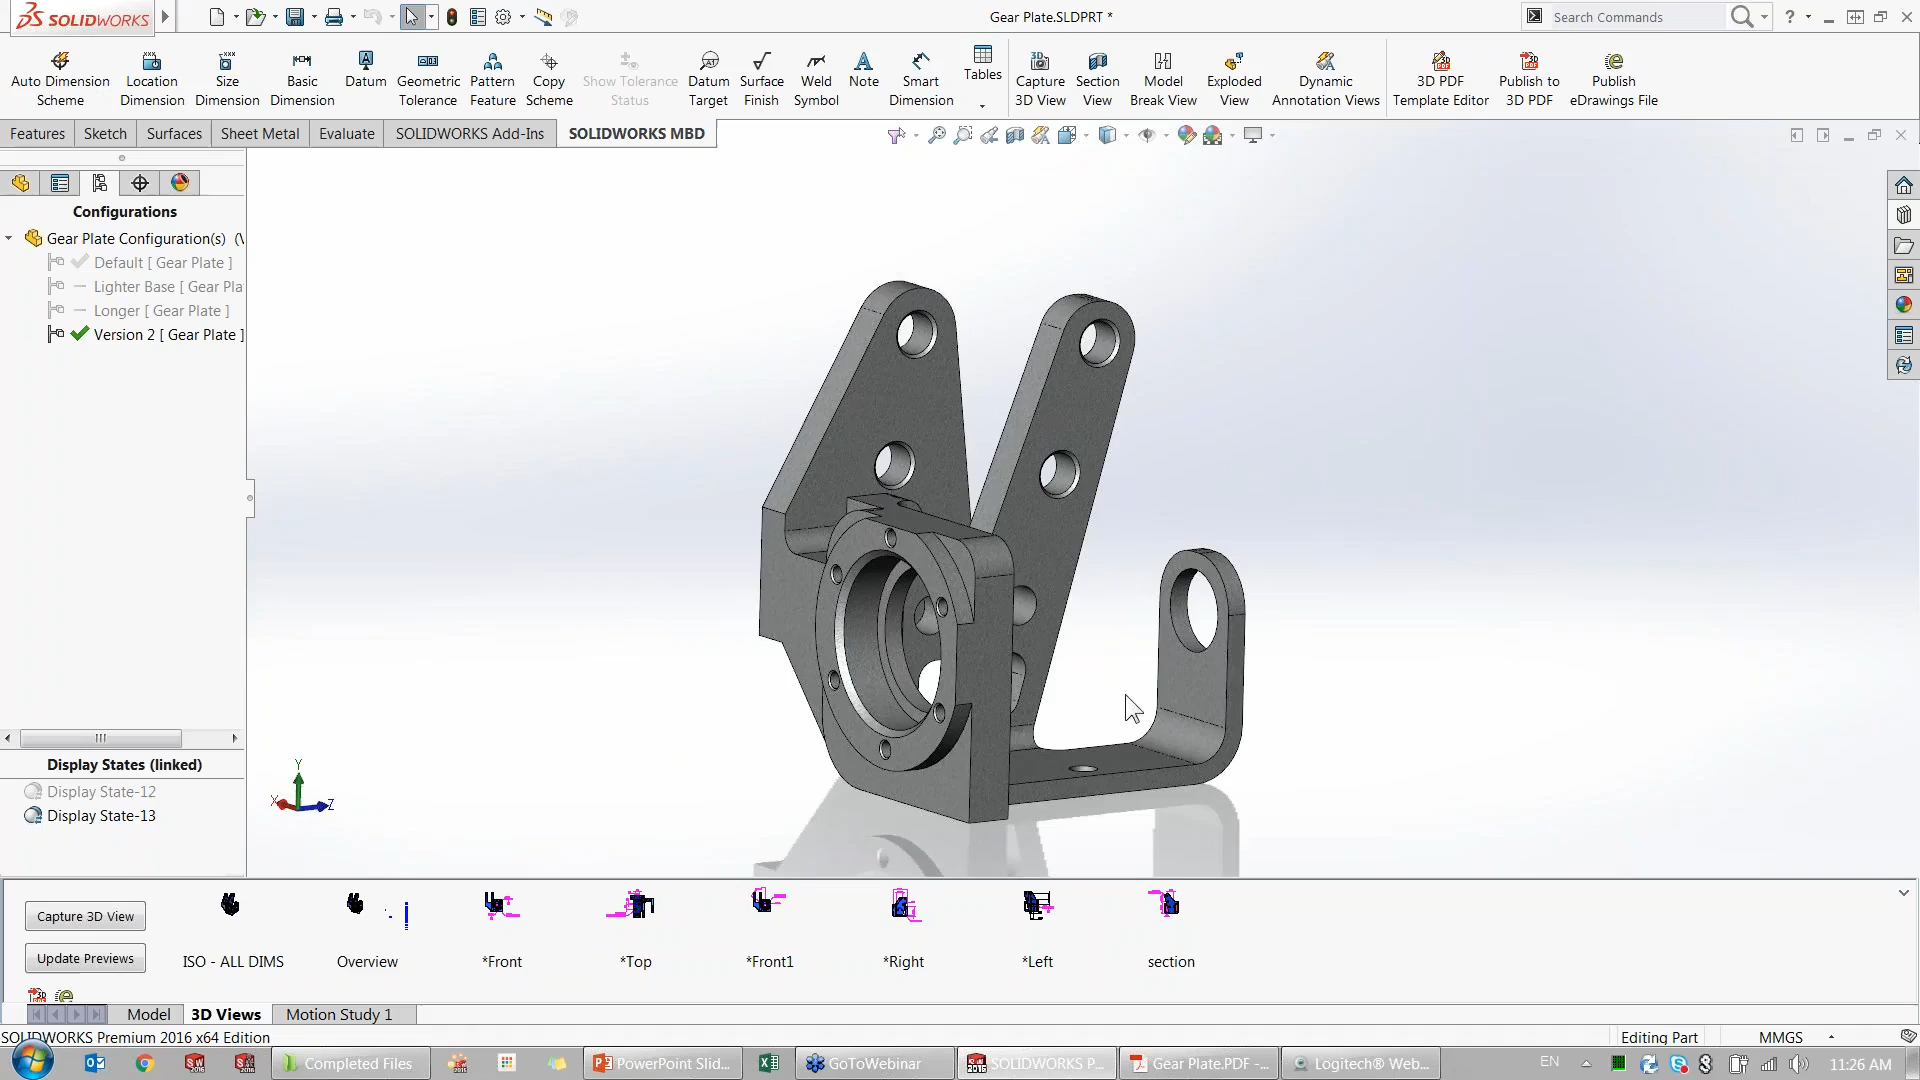 SOLIDWORKS
Gear Plate.SLDPRT *
Search Commands
Auto Dimension Scheme
Location Dimension
Size Dimension
Basic Dimension
Datum
Geometric Tolerance
Pattern Feature
Copy Scheme
Show Tolerance Status
Datum Target
Surface Finish
Weld Symbol
Note
Smart Dimension
Tables
Capture 3D View
Section View
Model Break View
Exploded View
Dynamic Annotation Views
3D PDF Template Editor
Publish to 3D PDF
Publish eDrawings File
Features
Sketch
Surfaces
Sheet Metal
Evaluate
SOLIDWORKS Add-Ins
SOLIDWORKS MBD
Configurations
Gear Plate Configuration(s) (V
Default [ Gear Plate ]
Lighter Base [ Gear Pla
Longer [ Gear Plate ]
Version 2 [ Gear Plate ]
Display States (linked)
Display State-12
Display State-13
Y
X
Z
Capture 3D View
Update Previews
ISO - ALL DIMS
Overview
*Front
*Top
*Front1
*Right
*Left
section
Model
3D Views
Motion Study 1
SOLIDWORKS Premium 2016 x64 Edition
Editing Part
MMGS
Completed Files
PowerPoint Slid...
GoToWebinar
SOLIDWORKS P...
Gear Plate.PDF -...
Logitech® Web...
EN
11:26 AM